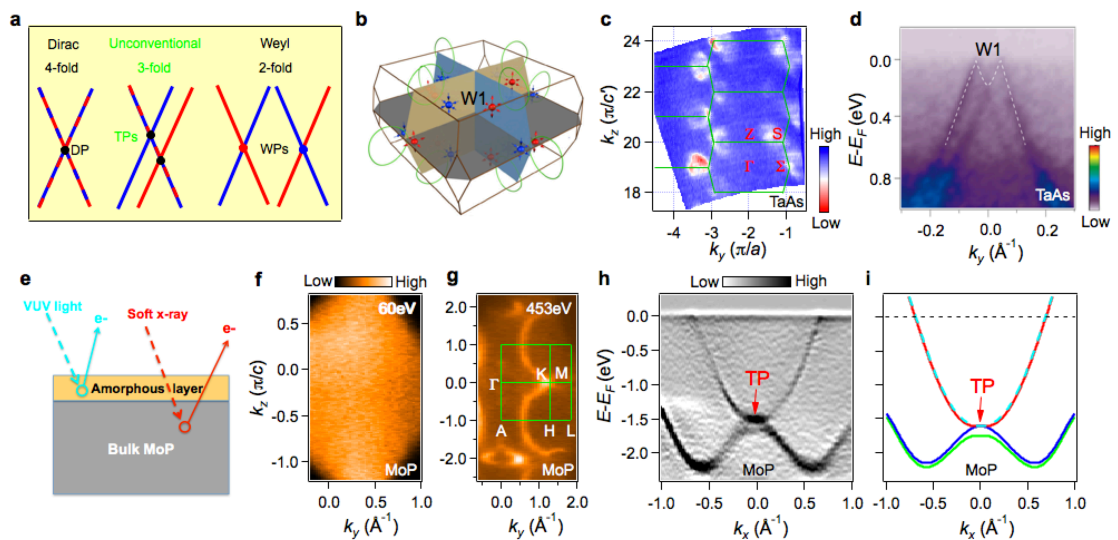 a
Dirac
4-fold
Unconventional
3-fold
Weyl
2-fold
DP
TPs
WPs
b
W1
c
24
22
20
18
k_z (π/c')
Z
S
Γ
Σ
TaAs
-4
-3
-2
-1
k_y (π/a)
High
Low
d
W1
0.0
0.4
0.8
E-E_F (eV)
TaAs
-0.2
0.0
0.2
k_y (Å⁻¹)
High
Low
e
VUV light
e-
Soft x-ray
e-
Amorphous layer
Bulk MoP
f
Low
High
60eV
0.5
0.0
-0.5
-1.0
k_z (π/c)
MoP
0.0
1.0
k_y (Å⁻¹)
g
453eV
2.0
1.0
0.0
-1.0
-2.0
Γ
K
M
A
H
L
MoP
0.0
1.0
2.0
k_y (Å⁻¹)
h
Low
High
0.0
-0.5
-1.0
-1.5
-2.0
E-E_F (eV)
TP
MoP
-1.0
-0.5
0.0
0.5
1.0
k_x (Å⁻¹)
i
TP
MoP
-1.0
-0.5
0.0
0.5
1.0
k_x (Å⁻¹)